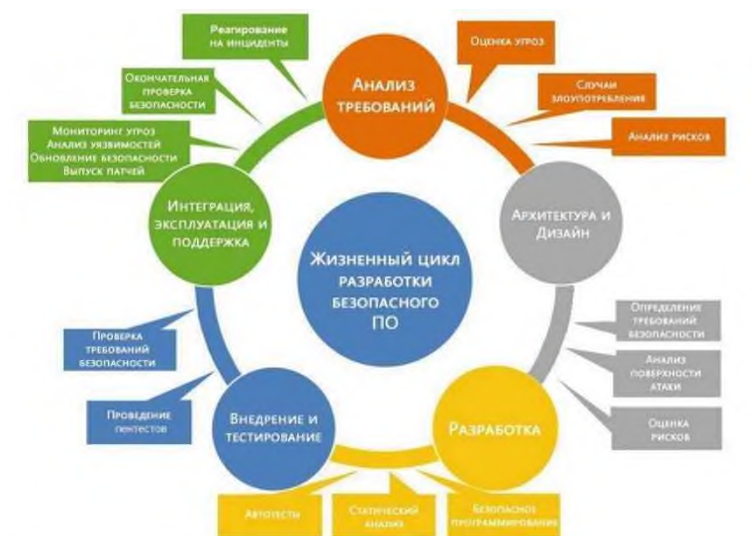 Реагирование
на инциденты
Окончательная
проверка
безопасности
Мониторинг угроз
Анализ уязвимостей
Обновление безопасности
Выпуск патчей
Анализ
требований
Оценка угроз
Случаи
злоупотребления
Анализ рисков
Интеграция,
эксплуатация и
поддержка
Архитектура и
Дизайн
Жизненный цикл
разработки
безопасного
ПО
Определение
требований
безопасности
Анализ
поверхности
атаки
Оценка
рисков
Проверка
требований
безопасности
Проведение
пентестов
Внедрение и
тестирование
Разработка
Автотесты
Статический
анализ
Безопасное
программирование